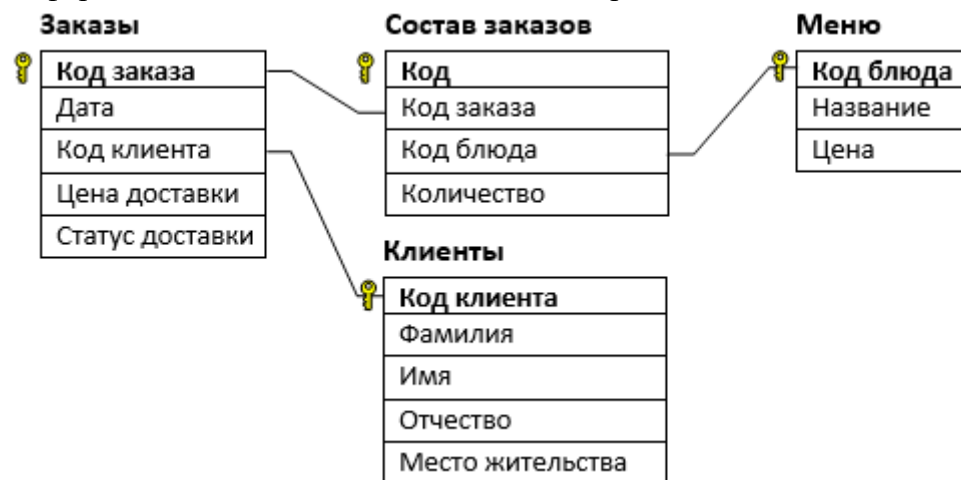 Заказы
Код заказа
Дата
Код клиента
Цена доставки
Статус доставки
Состав заказов
Код
Код заказа
Код блюда
Количество
Меню
Код блюда
Название
Цена
Клиенты
Код клиента
Фамилия
Имя
Отчество
Место жительства